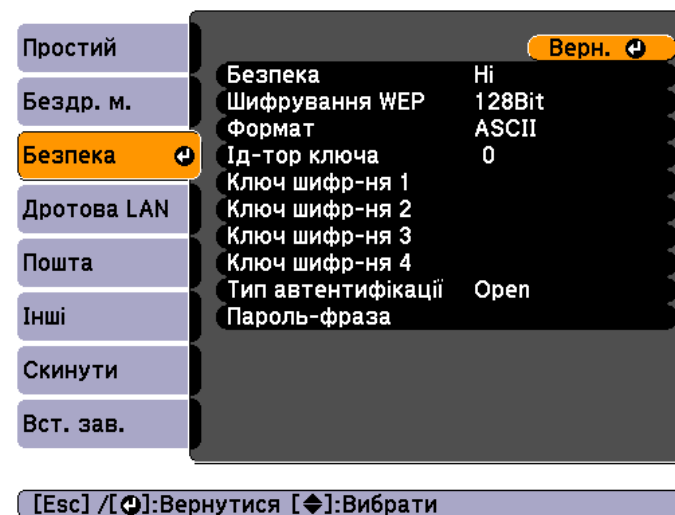 Простий
Бездр. м.
Безпека
Дротова LAN
Пошта
Інші
Скинути
Вст. зав.
Верн.
Безпека Ні
Шифрування WEP 128Bit
Формат ASCII
Ід-тор ключа 0
Ключ шифр-ня 1
Ключ шифр-ня 2
Ключ шифр-ня 3
Ключ шифр-ня 4
Тип автентифікації Open
Пароль-фраза
[Esc] /[⏎]:Вернутися [◆]:Вибрати